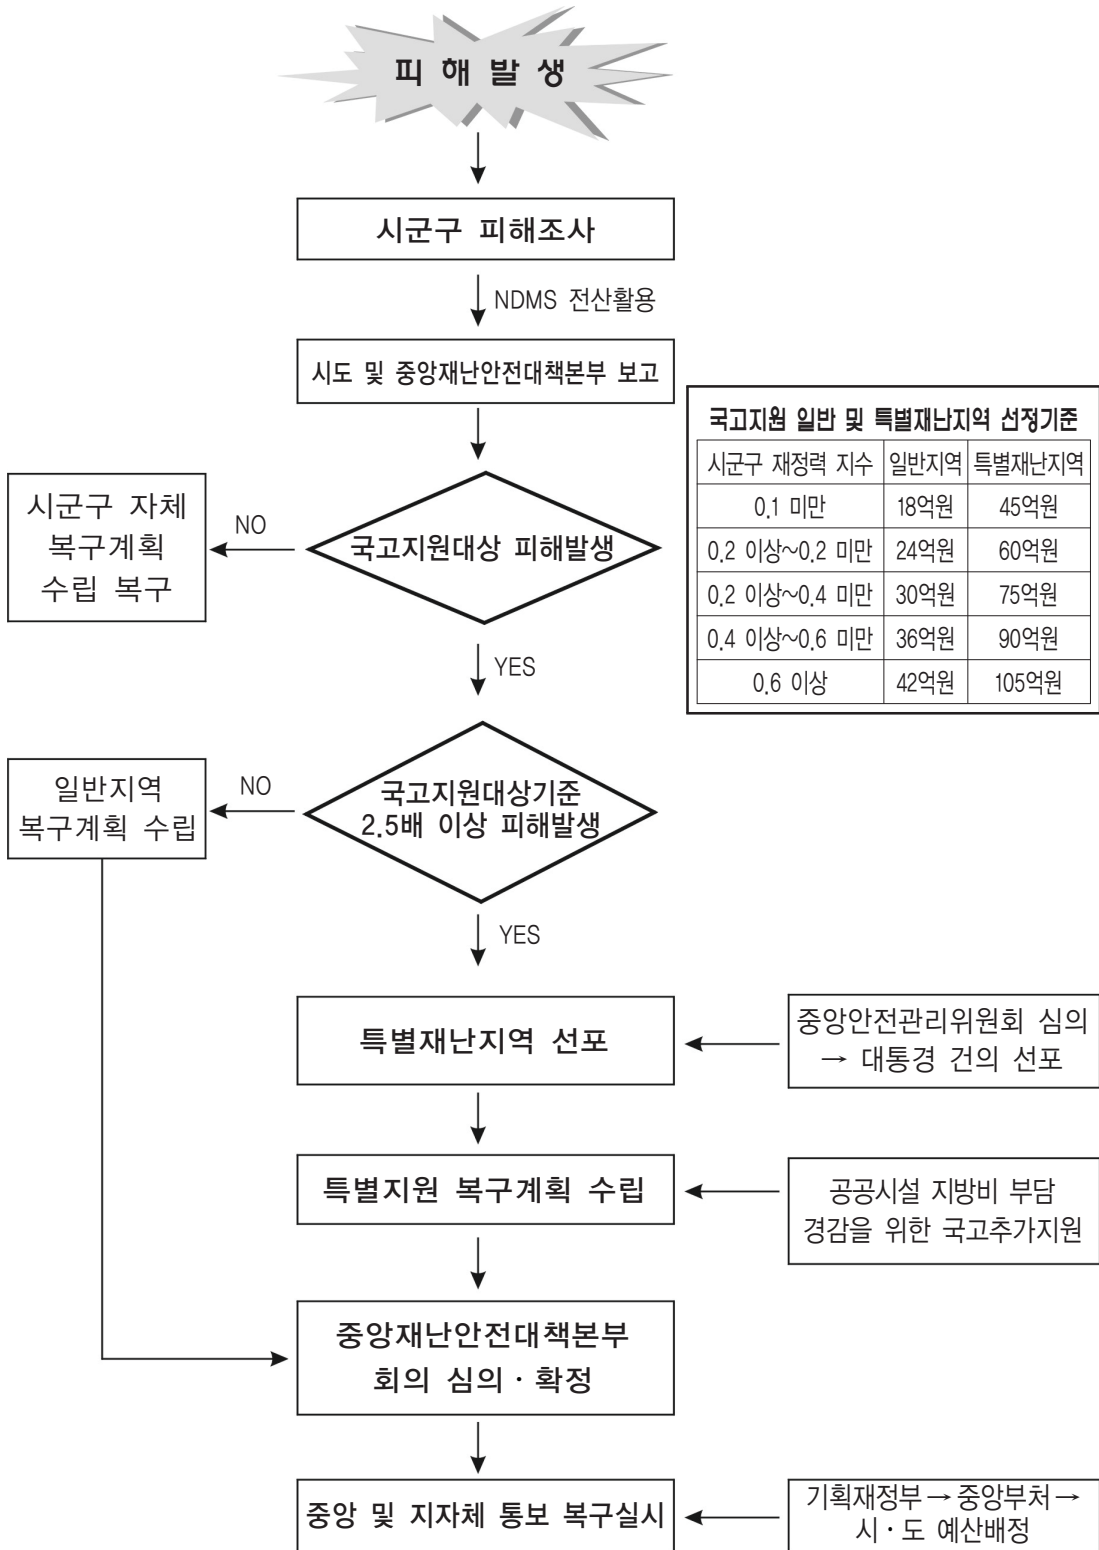 피 해 발 생
시군구 피해조사
NDMS 전산활용
시도 및 중앙재난안전대책본부 보고
국고지원 일반 및 특별재난지역 선정기준
시군구 재정력 지수 일반지역 특별재난지역
0.1 미만 18억원 45억원
0.2 이상~0.2 미만 24억원 60억원
0.2 이상~0.4 미만 30억원 75억원
0.4 이상~0.6 미만 36억원 90억원
0.6 이상 42억원 105억원
국고지원대상 피해발생
NO
시군구 자체
복구계획
수립 복구
YES
국고지원대상기준
2.5배 이상 피해발생
NO
일반지역
복구계획 수립
YES
특별재난지역 선포
중앙안전관리위원회 심의
→ 대통경 건의 선포
특별지원 복구계획 수립
공공시설 지방비 부담
경감을 위한 국고추가지원
중앙재난안전대책본부
회의 심의 · 확정
중앙 및 지자체 통보 복구실시
기획재정부 → 중앙부처 →
시 · 도 예산배정